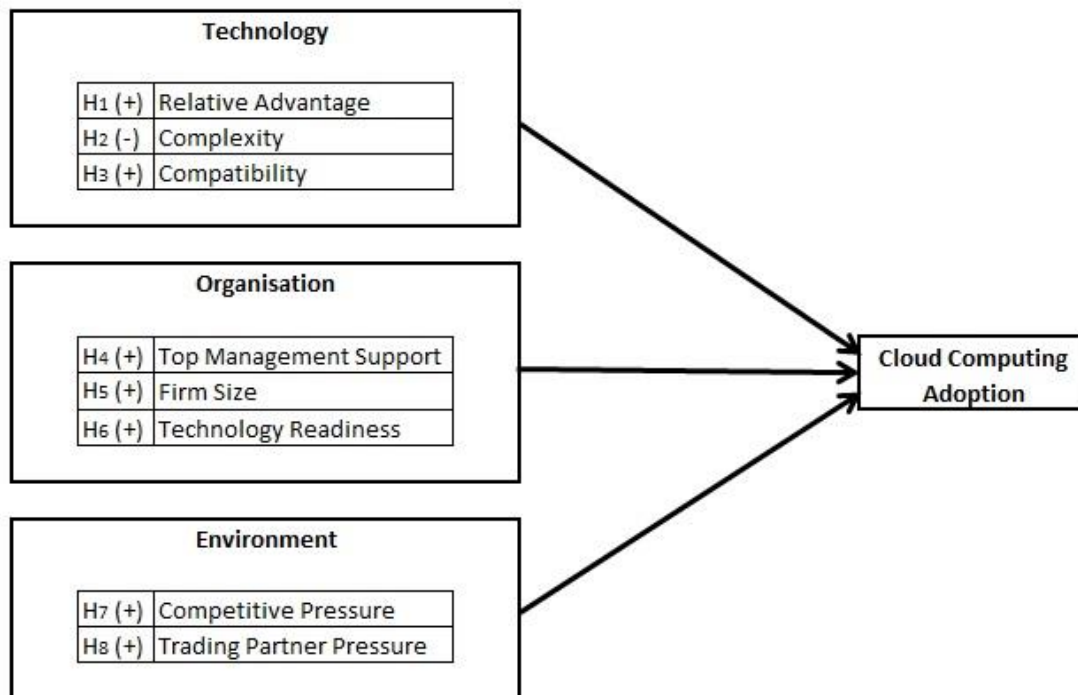 Technology
H1 (+) Relative Advantage
H2 (-) Complexity
H3 (+) Compatibility
Organisation
H4 (+) Top Management Support
H5 (+) Firm Size
H6 (+) Technology Readiness
Cloud Computing
Adoption
Environment
H7 (+) Competitive Pressure
H8 (+) Trading Partner Pressure